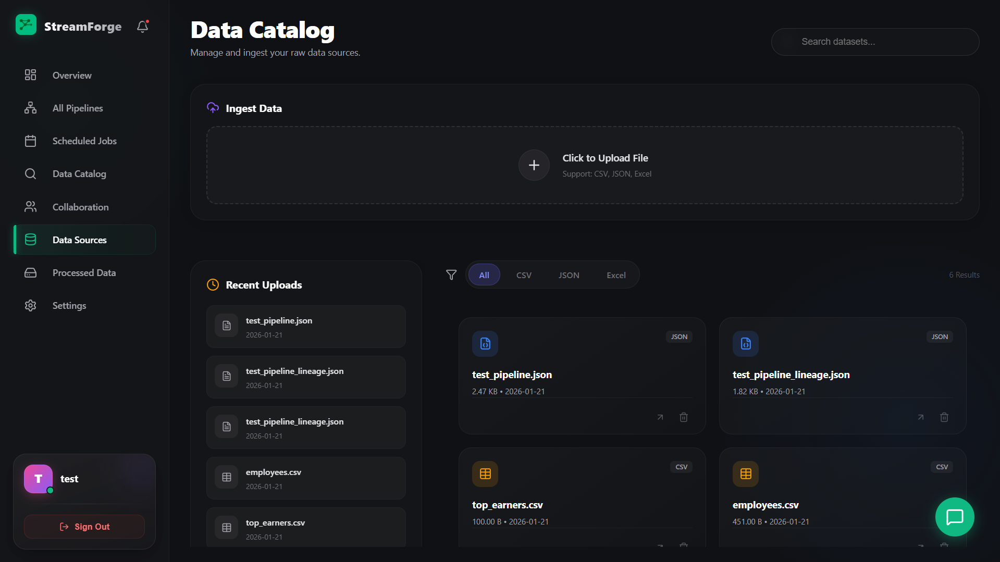 StreamForge
Overview
All Pipelines
Scheduled Jobs
Data Catalog
Collaboration
Data Sources
Processed Data
Settings
T
test
Sign Out
Data Catalog
Manage and ingest your raw data sources.
Search datasets...
Ingest Data
Click to Upload File
Support: CSV, JSON, Excel
Recent Uploads
test_pipeline.json
2026-01-21
test_pipeline_lineage.json
2026-01-21
test_pipeline_lineage.json
2026-01-21
employees.csv
2026-01-21
top_earners.csv
2026-01-21
All CSV JSON Excel
6 Results
JSON
test_pipeline.json
2.47 KB • 2026-01-21
JSON
test_pipeline_lineage.json
1.82 KB • 2026-01-21
CSV
top_earners.csv
100.00 B • 2026-01-21
CSV
employees.csv
451.00 B • 2026-01-21